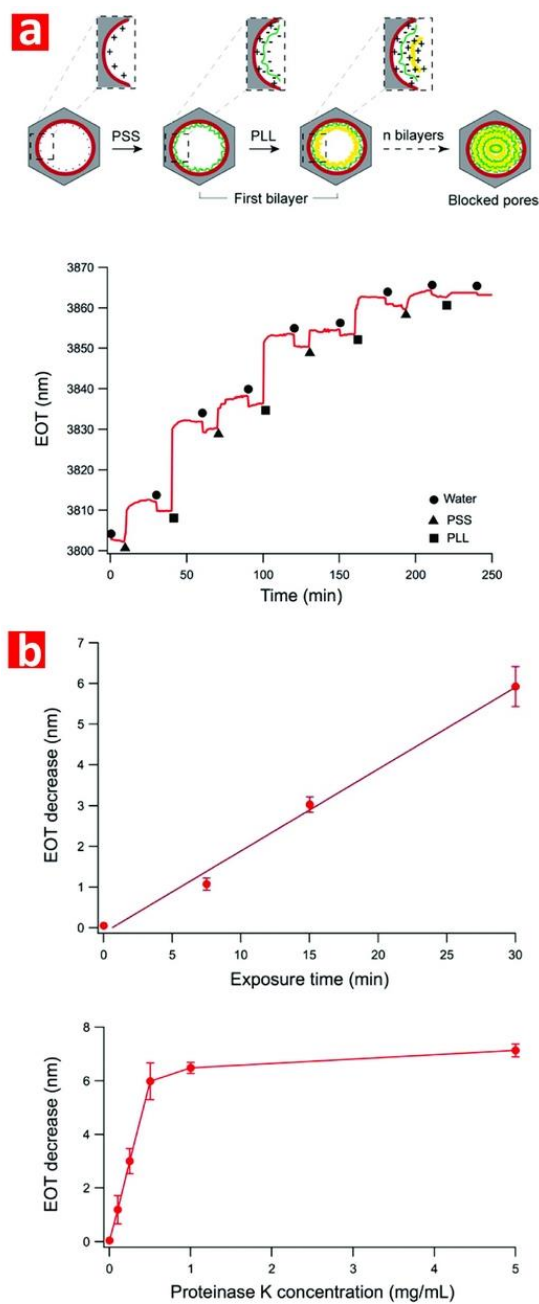 a
PSS
PLL
n bilayers
First bilayer
Blocked pores
3870
3860
3850
3840
3830
3820
3810
3800
EOT (nm)
Water
PSS
PLL
0
50
100
150
200
250
Time (min)
b
7
6
5
4
3
2
1
0
EOT decrease (nm)
0
5
10
15
20
25
30
Exposure time (min)
8
6
4
2
0
EOT decrease (nm)
0
1
2
3
4
5
Proteinase K concentration (mg/mL)